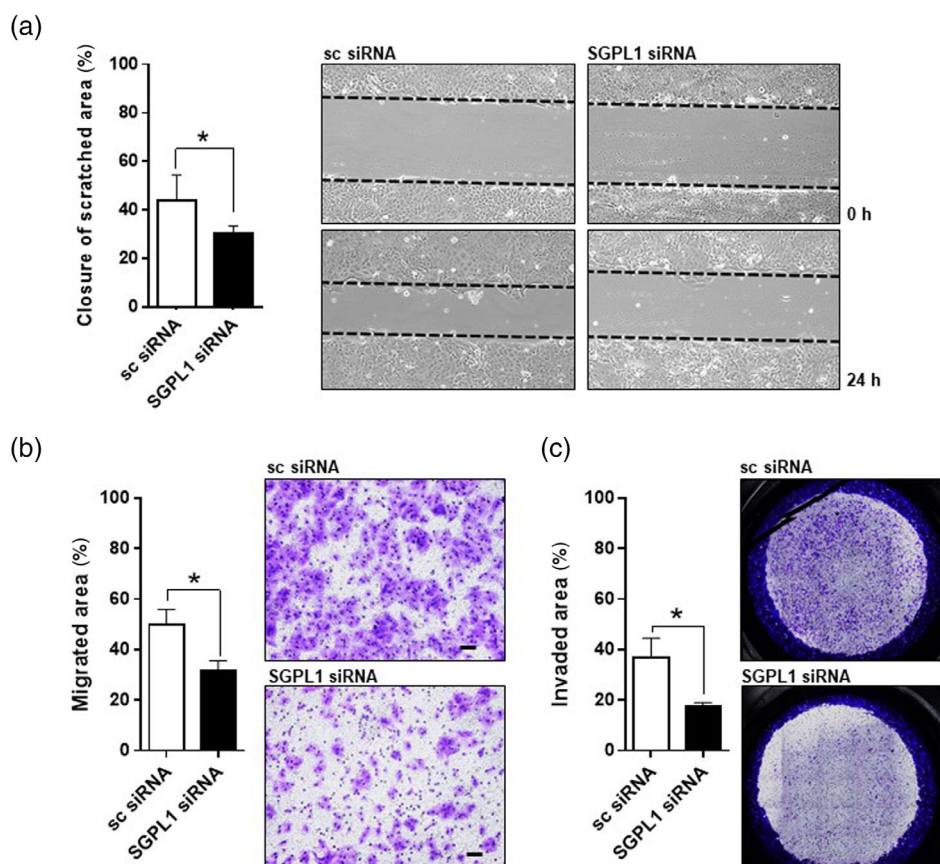 (a)
Closure of scratched area (%)
100
80
60
40
20
0
*
sc siRNA
SGPL1 siRNA
sc siRNA
SGPL1 siRNA
0 h
24 h
(b)
Migrated area (%)
100
80
60
40
20
0
*
sc siRNA
SGPL1 siRNA
sc siRNA
SGPL1 siRNA
(c)
Invaded area (%)
100
80
60
40
20
0
*
sc siRNA
SGPL1 siRNA
sc siRNA
SGPL1 siRNA